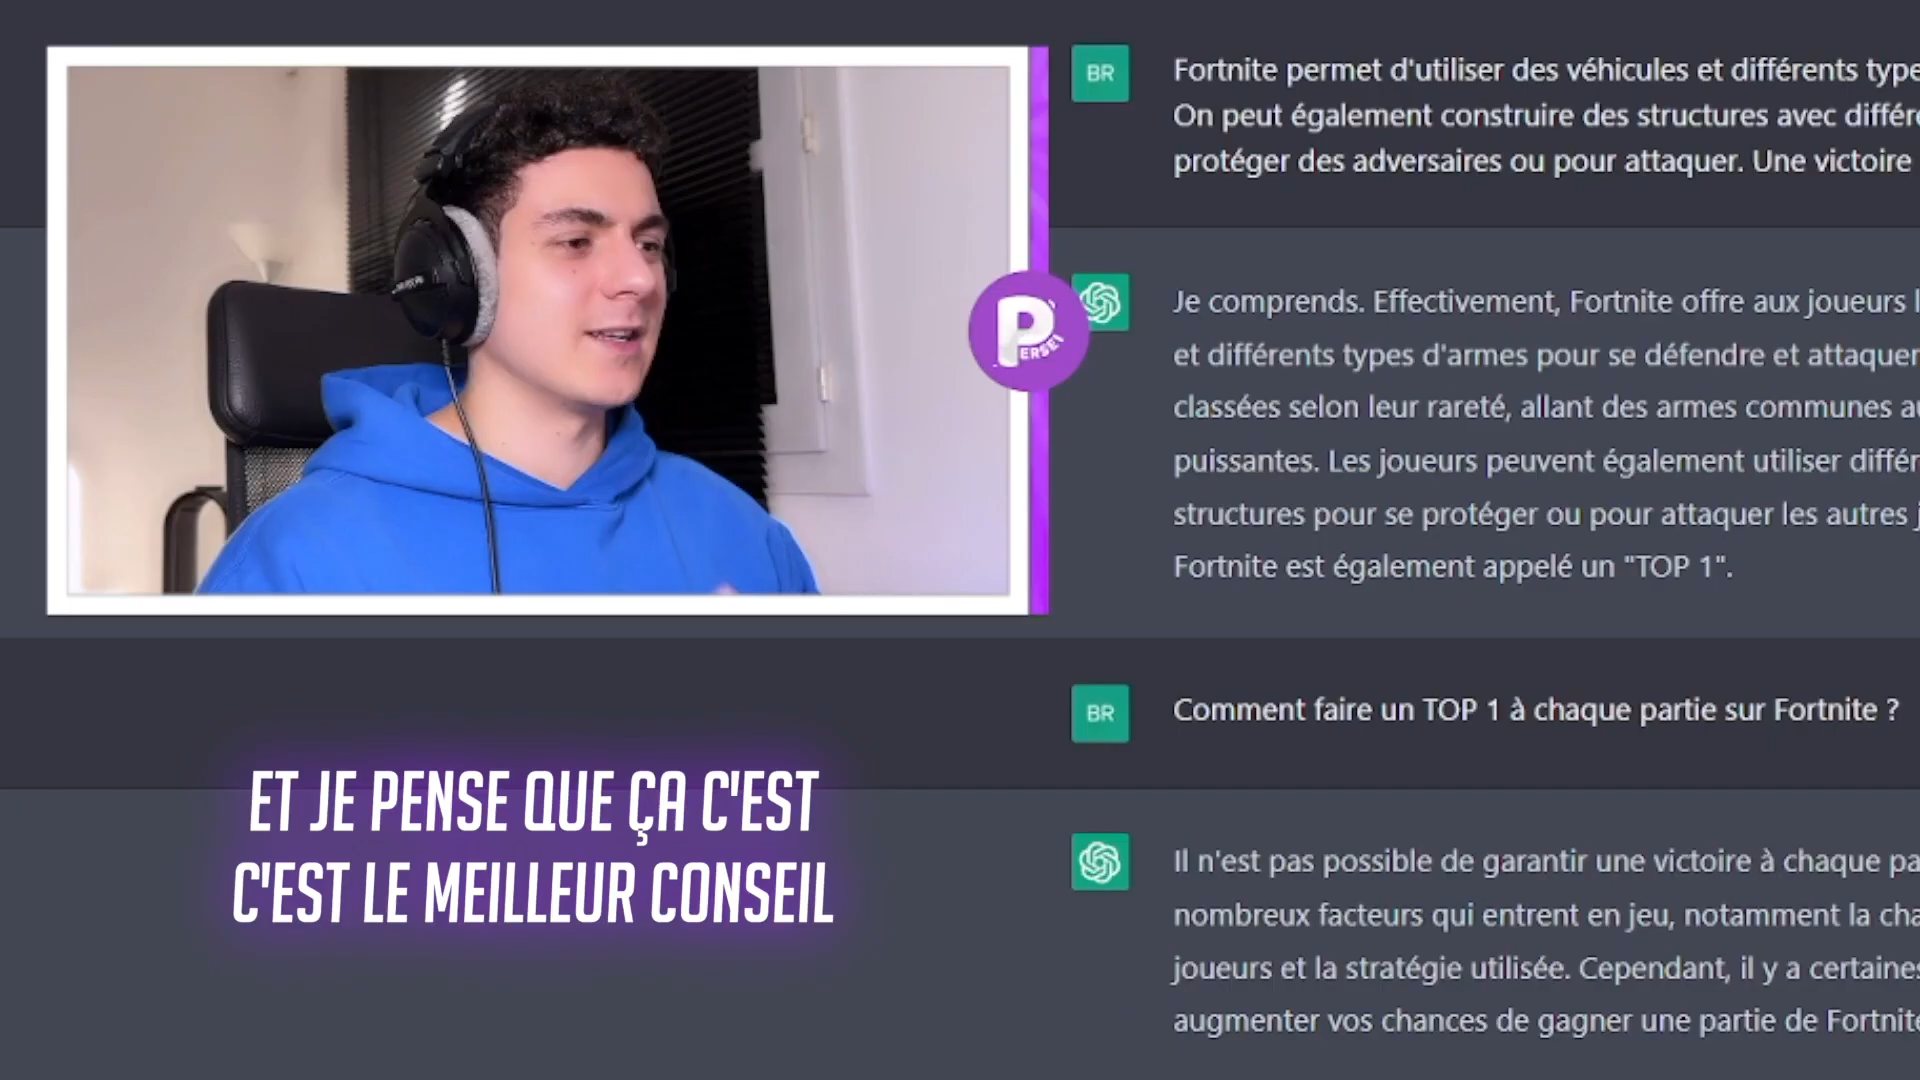 BR
Fortnite permet d'utiliser des véhicules et différents type
On peut également construire des structures avec différe
protéger des adversaires ou pour attaquer. Une victoire
Je comprends. Effectivement, Fortnite offre aux joueurs l
et différents types d'armes pour se défendre et attaquer
classées selon leur rareté, allant des armes communes au
puissantes. Les joueurs peuvent également utiliser différ
structures pour se protéger ou pour attaquer les autres j
Fortnite est également appelé un "TOP 1".
PERSEI
BR
Comment faire un TOP 1 à chaque partie sur Fortnite ?
ET JE PENSE QUE ÇA C'EST
C'EST LE MEILLEUR CONSEIL
Il n'est pas possible de garantir une victoire à chaque pa
nombreux facteurs qui entrent en jeu, notamment la cha
joueurs et la stratégie utilisée. Cependant, il y a certaines
augmenter vos chances de gagner une partie de Fortnite